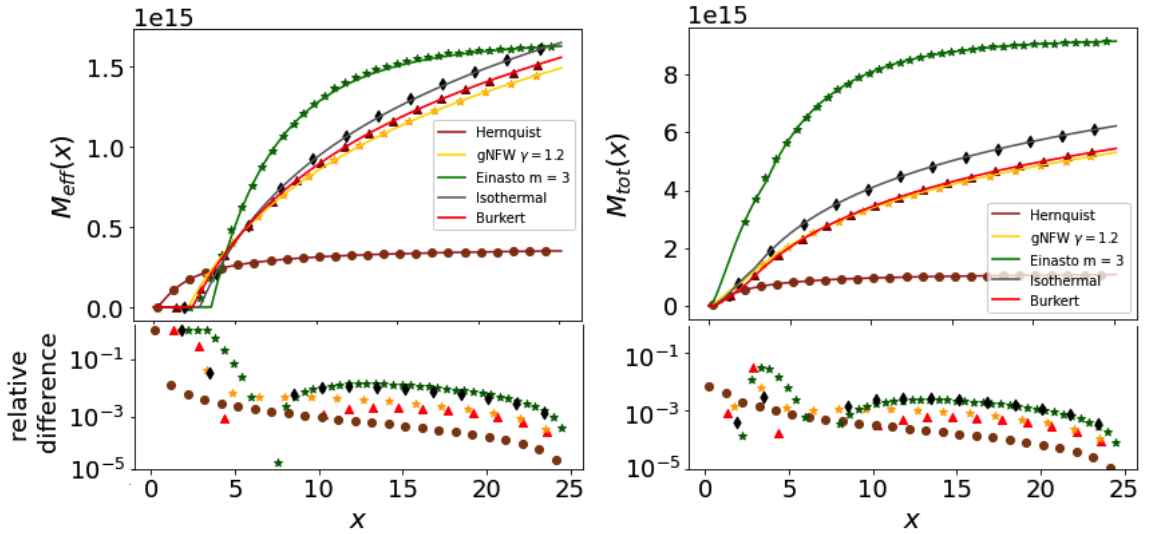 1e15
M_eff(x)
1.5
1.0
0.5
0.0
Hernquist
gNFW γ = 1.2
Einasto m = 3
Isothermal
Burkert
relative
difference
10⁻¹
10⁻³
10⁻⁵
0 5 10 15 20 25
x
1e15
M_tot(x)
8
6
4
2
0
Hernquist
gNFW γ = 1.2
Einasto m = 3
Isothermal
Burkert
10⁻¹
10⁻³
10⁻⁵
0 5 10 15 20 25
x